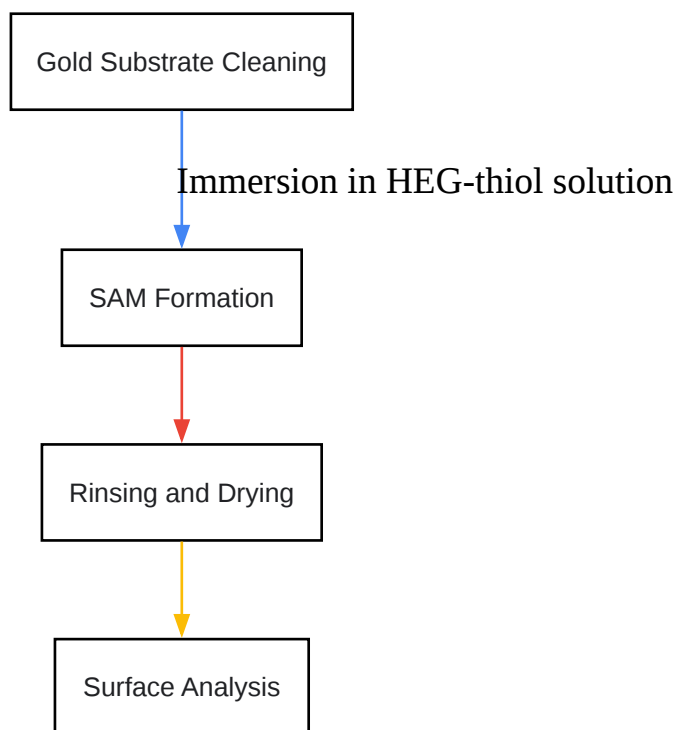 Gold Substrate Cleaning
Immersion in HEG-thiol solution
SAM Formation
Rinsing and Drying
Surface Analysis